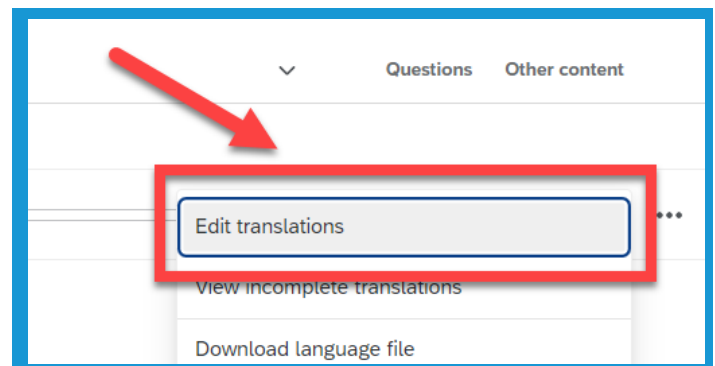 Questions Other content
Edit translations
View incomplete translations
Download language file